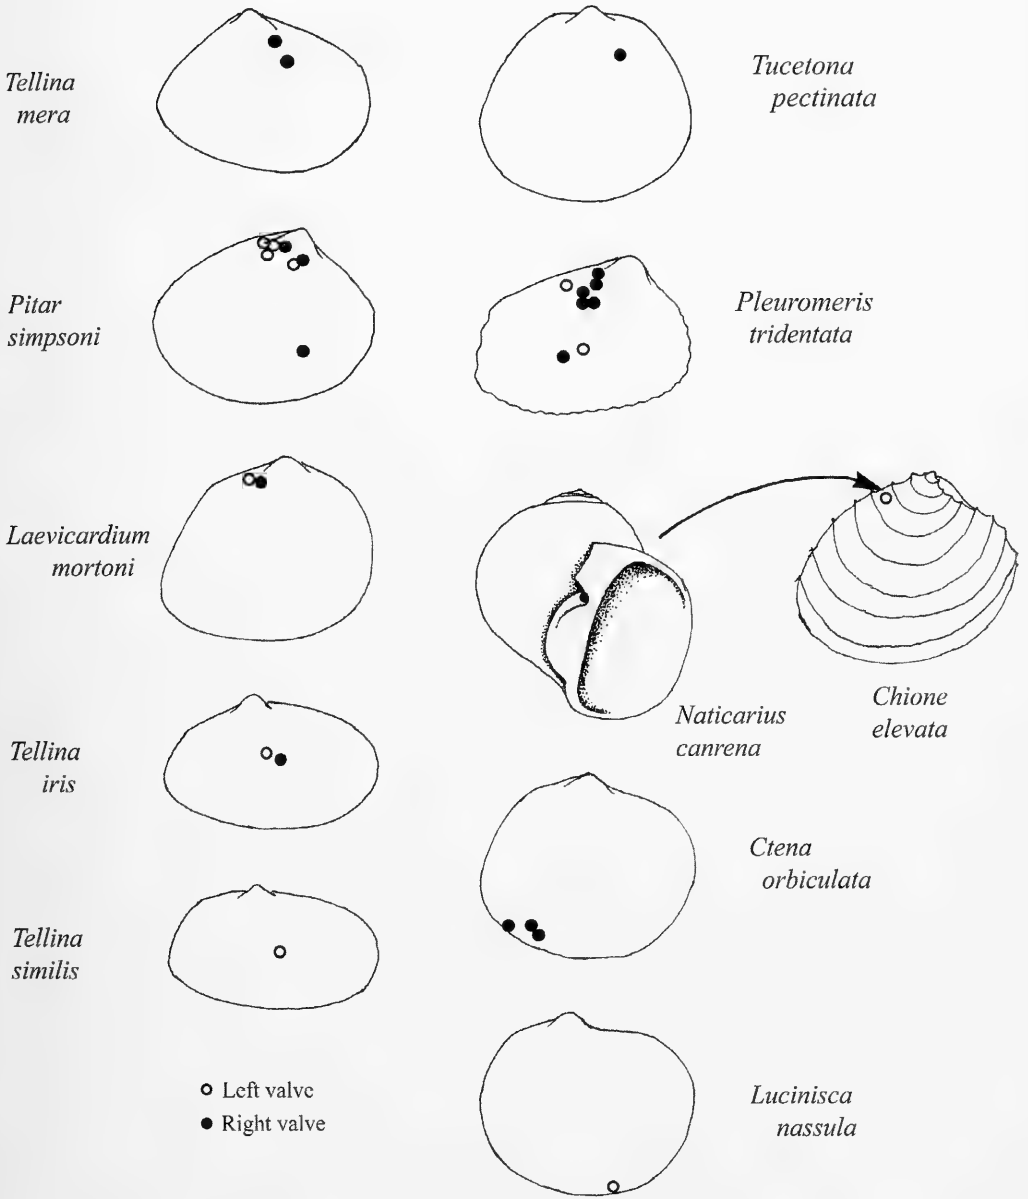 Tellina
mera
Tucetona
pectinata
Pitar
simpsoni
Pleuromeris
tridentata
Laevicardium
mortoni
Naticarius
canrena
Chione
elevata
Tellina
iris
Ctena
orbiculata
Tellina
similis
Left valve
Right valve
Lucinisca
nassula